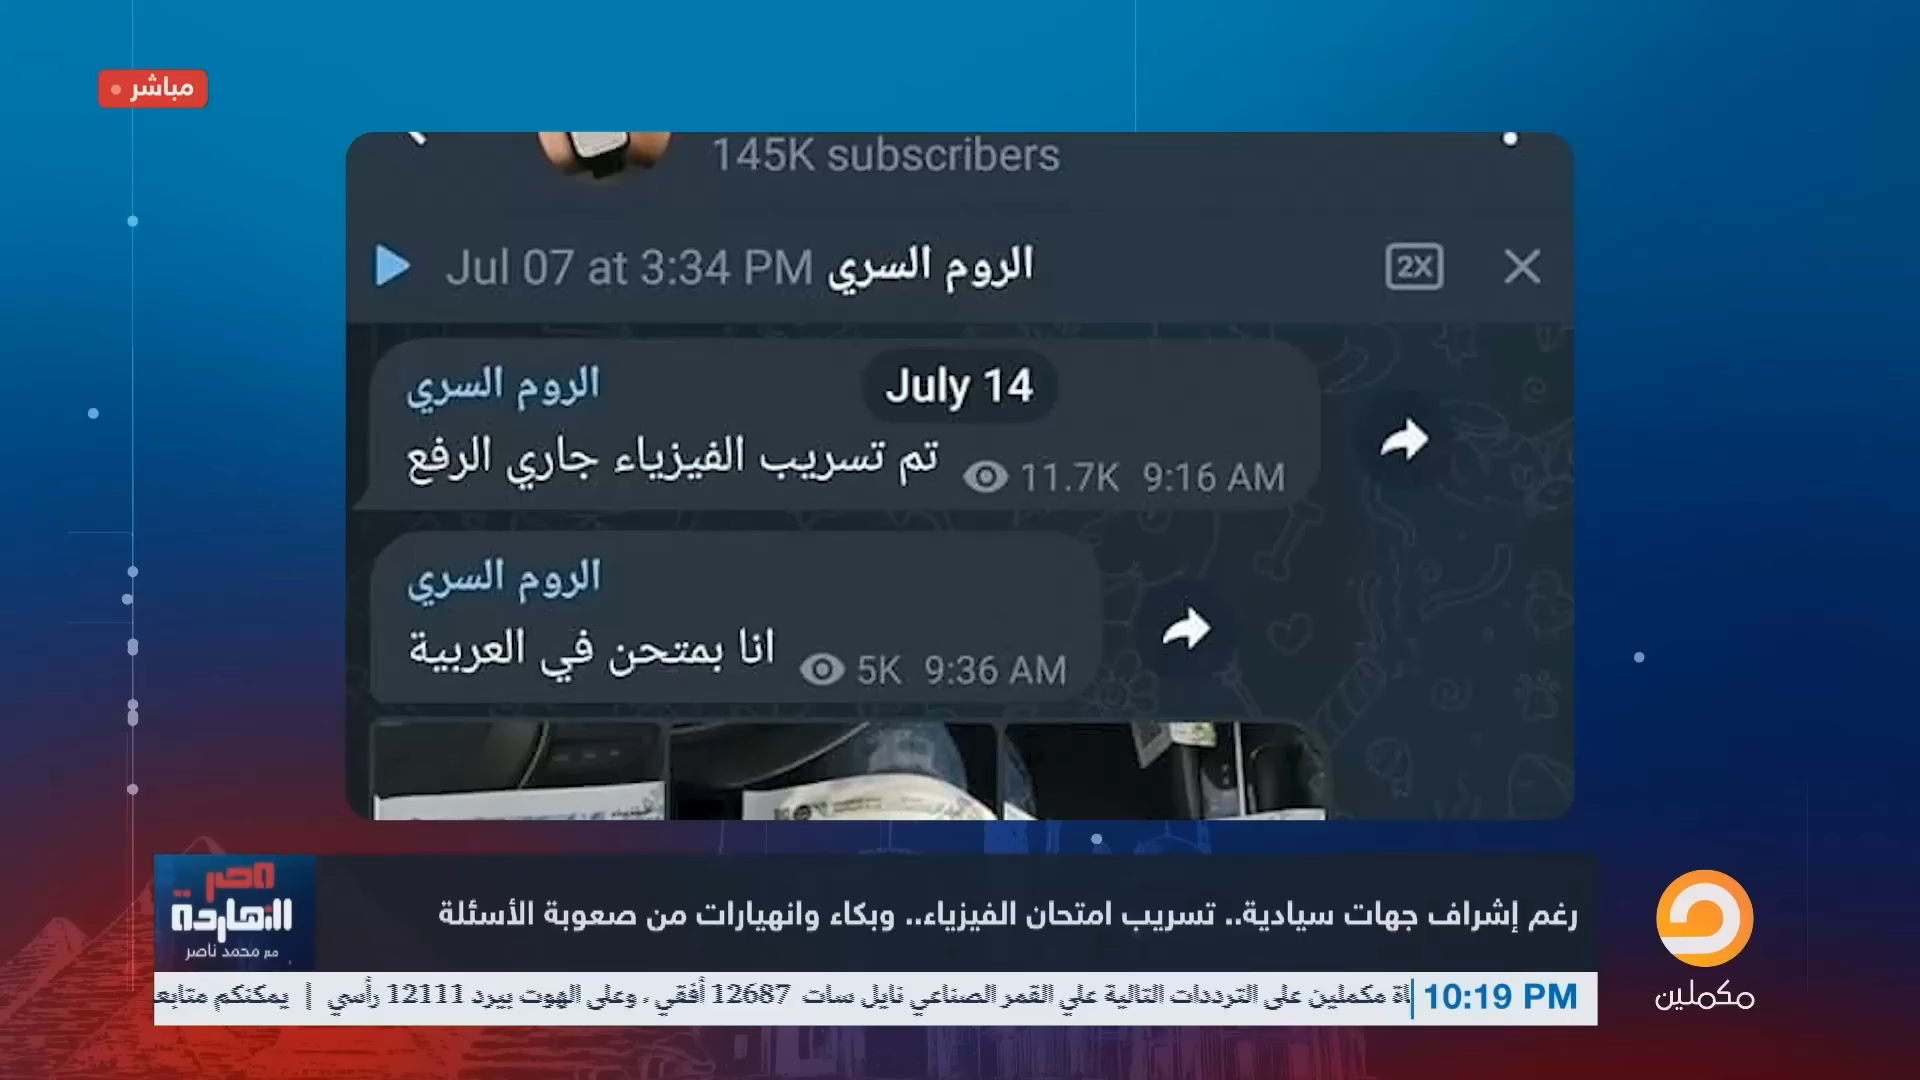 مباشر
145K subscribers
Jul 07 at 3:34 PM الروم السري
2X
July 14
الروم السري
تم تسريب الفيزياء جاري الرفع
11.7K 9:16 AM
الروم السري
انا بمتحن في العربية
5K 9:36 AM
مصر
النهاردة
مع محمد ناصر
رغم إشراف جهات سيادية.. تسريب امتحان الفيزياء.. وبكاء وانهيارات من صعوبة الأسئلة
10:19 PM
مكملين على الترددات التالية علي القمر الصناعي نايل سات 12687 أفقي ، وعلى الهوت بيرد 12111 رأسي | يمكنكم
مكملين